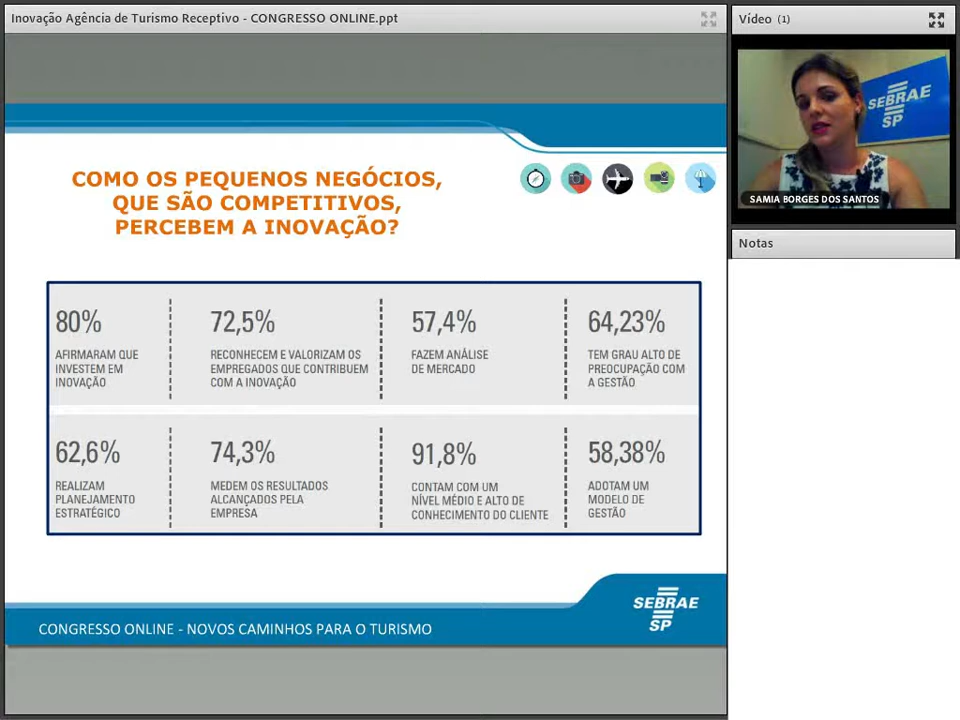 Inovação Agência de Turismo Receptivo - CONGRESSO ONLINE.ppt
Vídeo (1)
SEBRAE
SP
SAMIA BORGES DOS SANTOS
Notas
COMO OS PEQUENOS NEGÓCIOS,
QUE SÃO COMPETITIVOS,
PERCEBEM A INOVAÇÃO?
80%
AFIRMARAM QUE
INVESTEM EM
INOVAÇÃO
72,5%
RECONHECEM E VALORIZAM OS
EMPREGADOS QUE CONTRIBUEM
COM A INOVAÇÃO
57,4%
FAZEM ANÁLISE
DE MERCADO
64,23%
TEM GRAU ALTO DE
PREOCUPAÇÃO COM
A GESTÃO
62,6%
REALIZAM
PLANEJAMENTO
ESTRATÉGICO
74,3%
MEDEM OS RESULTADOS
ALCANÇADOS PELA
EMPRESA
91,8%
CONTAM COM UM
NÍVEL MÉDIO E ALTO DE
CONHECIMENTO DO CLIENTE
58,38%
ADOTAM UM
MODELO DE
GESTÃO
SEBRAE
SP
CONGRESSO ONLINE - NOVOS CAMINHOS PARA O TURISMO